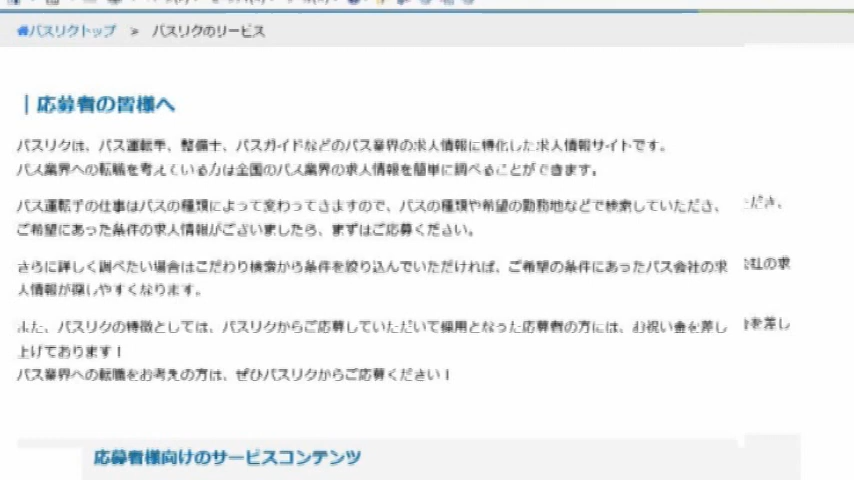 バスリクトップ » バスリクのサービス
応募者の皆様へ
バスリクは、バス運転手、整備士、バスガイドなどのバス業界の求人情報に特化した求人情報サイトです。
バス業界への転職を考えている方は全国のバス業界の求人情報を簡単に調べることができます。
バス運転手の仕事はバスの種類によって変わってきますので、バスの種類や希望の勤務地などで検索していただき、
ご希望にあった条件の求人情報がございましたら、まずはご応募ください。
さらに詳しく調べたい場合はこだわり検索から条件を絞り込んでいただければ、ご希望の条件にあったバス会社の求
人情報が探しやすくなります。
また、バスリクの特徴としては、バスリクからご応募していただいて採用となった応募者の方には、お祝い金を差し
上げております！
バス業界への転職をお考えの方は、ぜひバスリクからご応募ください！
ただき、
会社の求
金を差し
応募者様向けのサービスコンテンツ